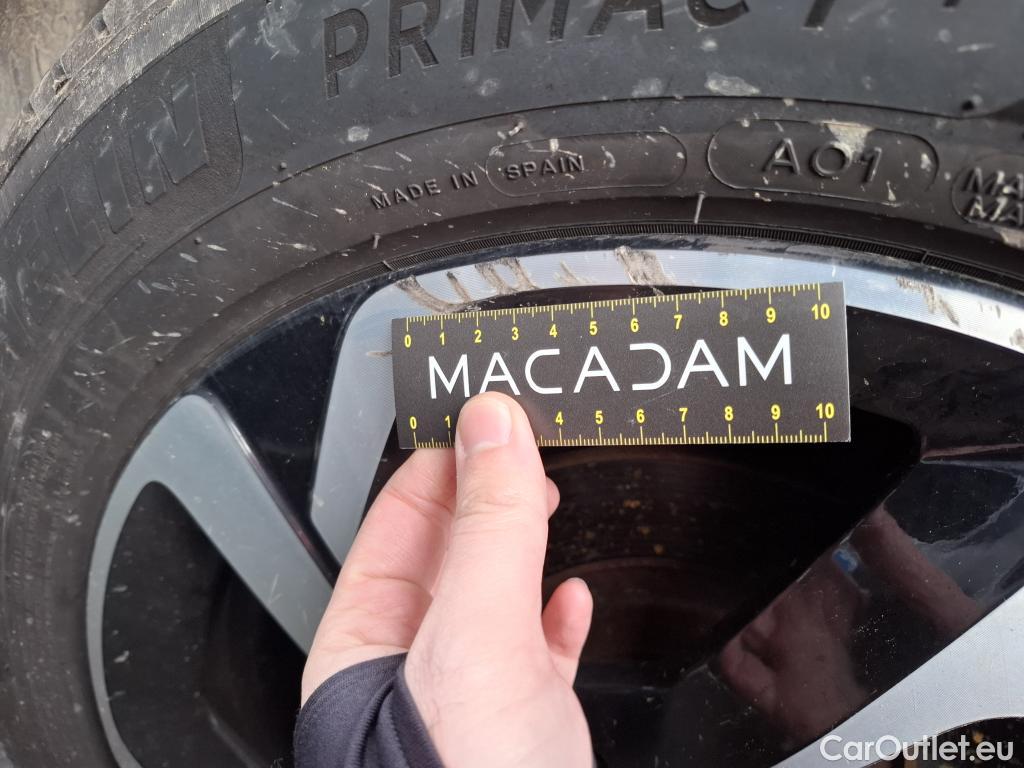 PRIMACY
MADE IN SPAIN
AO1
0 1 2 3 4 5 6 7 8 9 10
MACADAM
0 1 4 5 6 7 8 9 10
CarOutlet.eu